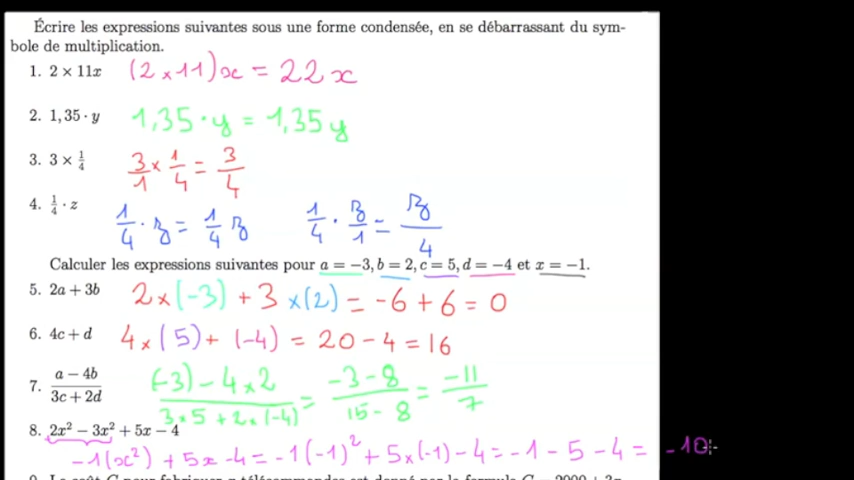 Écrire les expressions suivantes sous une forme condensée, en se débarrassant du sym-
bole de multiplication.
1. 2 × 11x (2 × 11)x = 22x
2. 1,35 · y 1,35 · y = 1,35 y
3. 3 × 1/4 3/1 × 1/4 = 3/4
4. 1/4 · z 1/4 · z = 1/4 z 1/4 · z/1 = z/4
Calculer les expressions suivantes pour a = −3, b = 2, c = 5, d = −4 et x = −1.
5. 2a + 3b 2 × (-3) + 3 × (2) = -6 + 6 = 0
6. 4c + d 4 × (5) + (-4) = 20 - 4 = 16
7. (a − 4b)/(3c + 2d) ((-3) - 4 × 2)/(3 × 5 + 2 × (-4)) = (-3 - 8)/(15 - 8) = -11/7
8. 2x² − 3x² + 5x − 4
-1(x²) + 5x - 4 = -1(-1)² + 5 × (-1) - 4 = -1 - 5 - 4 = -10